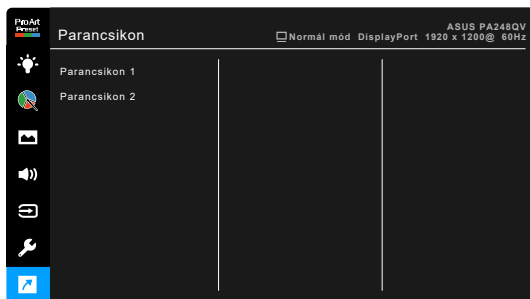 ProArt
Preset
Parancsikon
ASUS PA248QV
Normál mód DisplayPort 1920 x 1200@ 60Hz
Parancsikon 1
Parancsikon 2